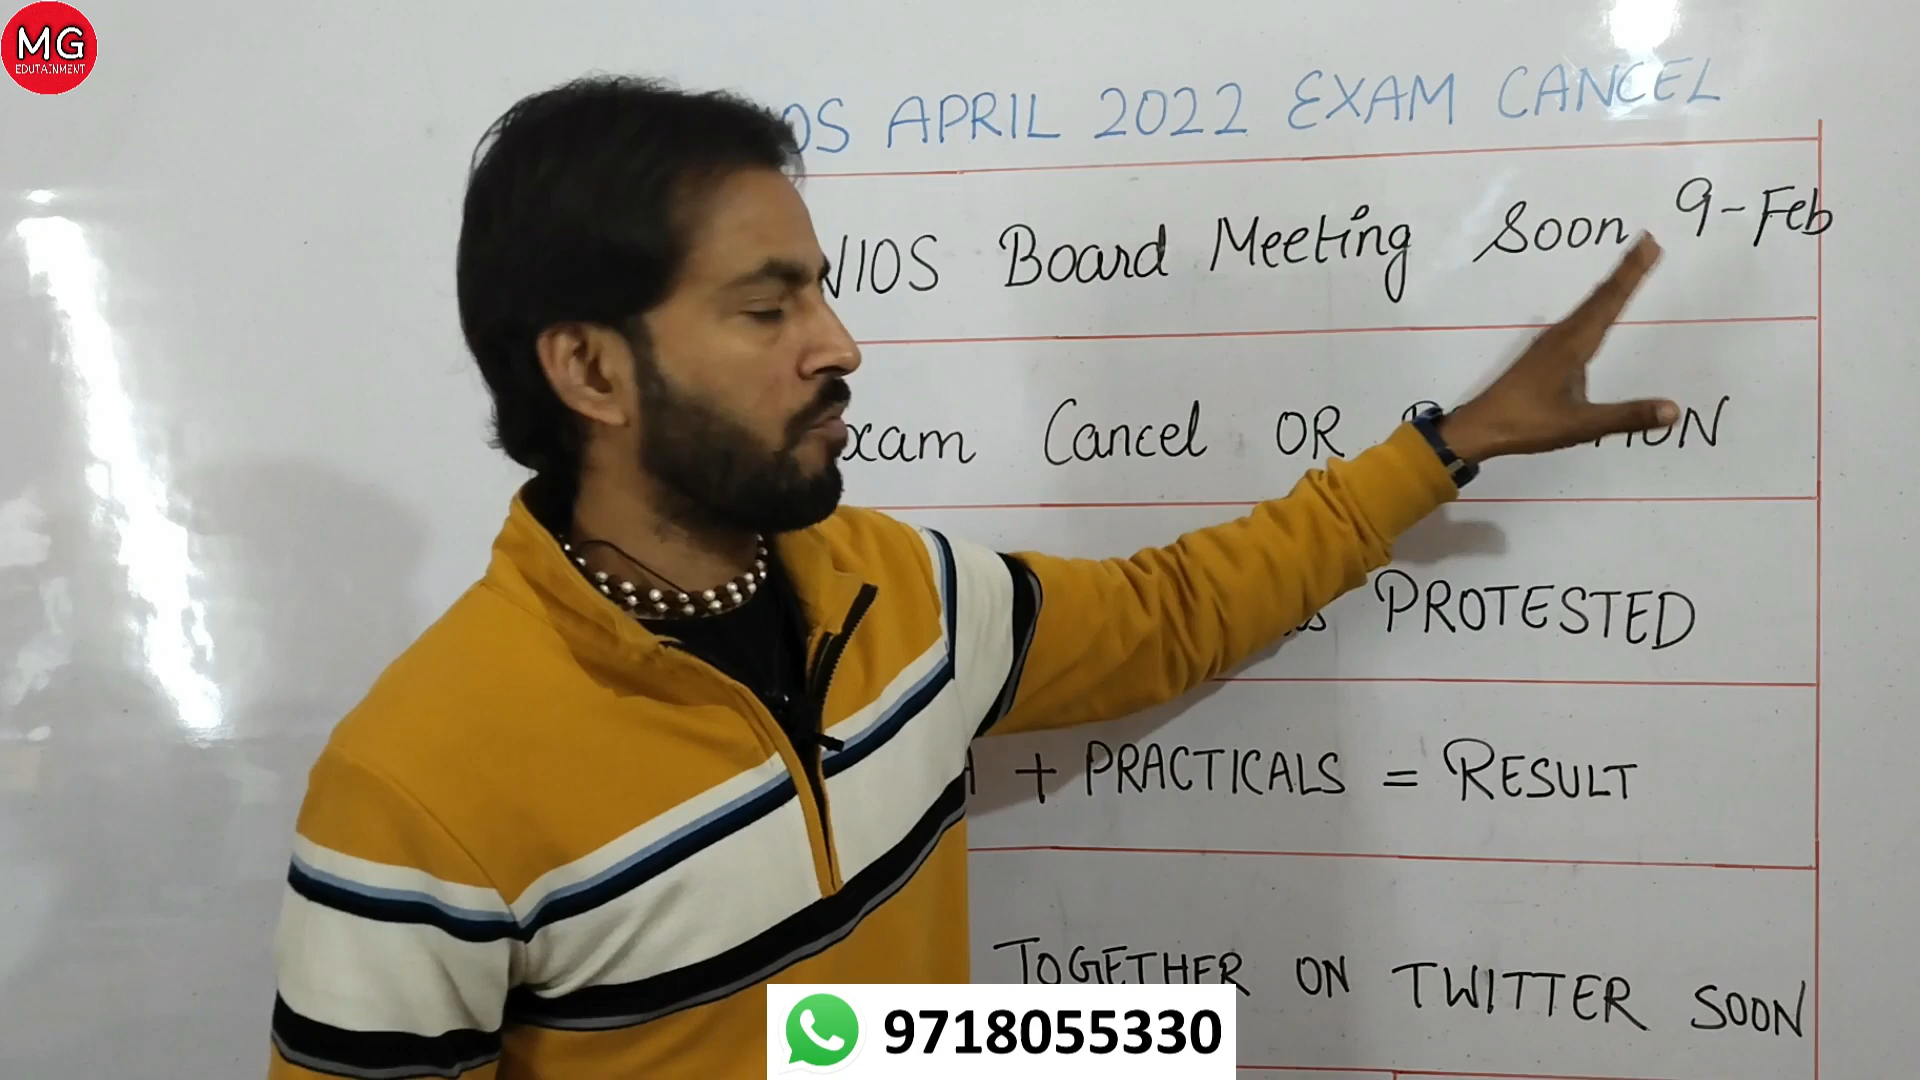 MG
EDUTAINMENT
IOS APRIL 2022 EXAM CANCEL
NIOS Board Meeting Soon 9-Feb
xam Cancel OR
PROTESTED
+ PRACTICALS = RESULT
TOGETHER ON TWITTER SOON
9718055330